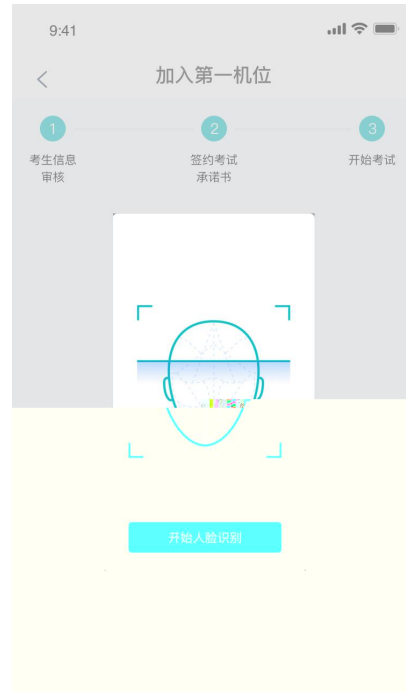 9:41
加入第一机位
1
2
3
考生信息
审核
签约考试
承诺书
开始考试
开始人脸识别